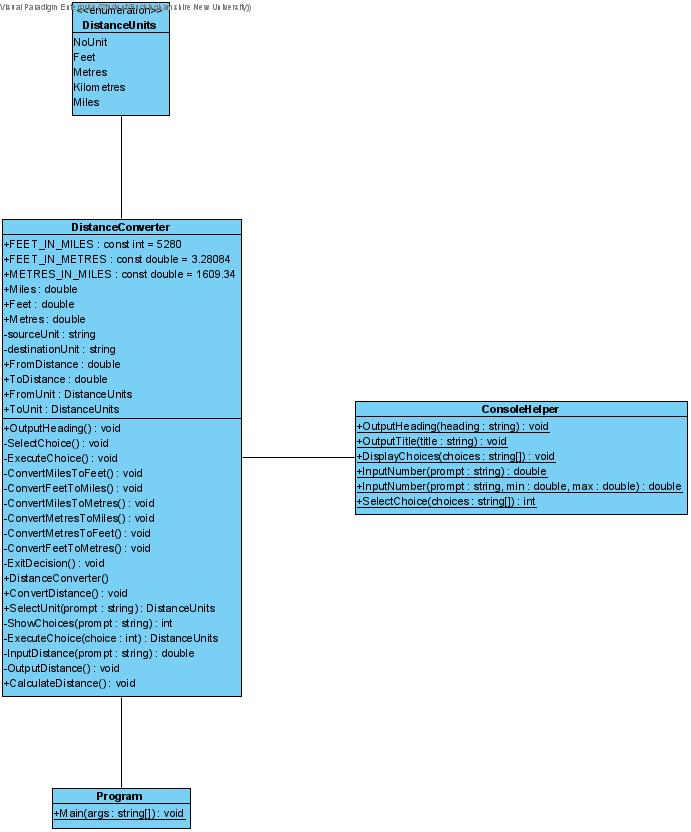 Visual Paradigm
Shire New University))
<<enumeration>>
DistanceUnits
NoUnit
Feet
Metres
Kilometres
Miles
DistanceConverter
+FEET_IN_MILES : const int = 5280
+FEET_IN_METRES : const double = 3.28084
+METRES_IN_MILES : const double = 1609.34
+Miles : double
+Feet : double
+Metres : double
-sourceUnit : string
-destinationUnit : string
+FromDistance : double
+ToDistance : double
+FromUnit : DistanceUnits
+ToUnit : DistanceUnits
+OutputHeading() : void
-SelectChoice() : void
-ExecuteChoice() : void
-ConvertMilesToFeet() : void
-ConvertFeetToMiles() : void
-ConvertMilesToMetres() : void
-ConvertMetresToMiles() : void
-ConvertMetresToFeet() : void
-ConvertFeetToMetres() : void
-ExitDecision() : void
+DistanceConverter()
+ConvertDistance() : void
+SelectUnit(prompt : string) : DistanceUnits
-ShowChoices(prompt : string) : int
-ExecuteChoice(choice : int) : DistanceUnits
-InputDistance(prompt : string) : double
-OutputDistance() : void
+CalculateDistance() : void
ConsoleHelper
+OutputHeading(heading : string) : void
+OutputTitle(title : string) : void
+DisplayChoices(choices : string[]) : void
+InputNumber(prompt : string) : double
+InputNumber(prompt : string, min : double, max : double) : double
+SelectChoice(choices : string[]) : int
Program
+Main(args : string[]) : void